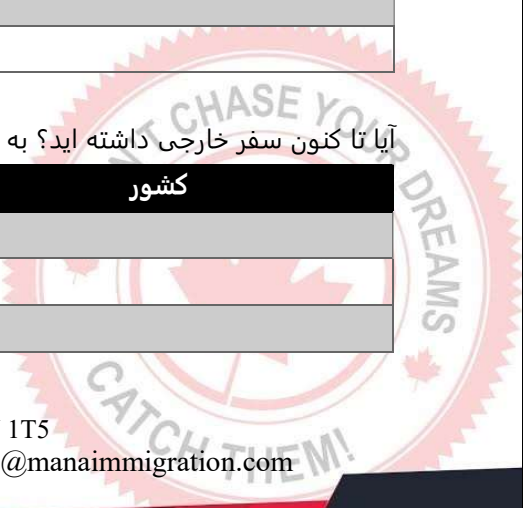 آیا تا کنون سفر خارجی داشته اید؟ به
کشور
CHASE YOUR DREAMS
CATCH THEM!
1T5
@manaimmigration.com